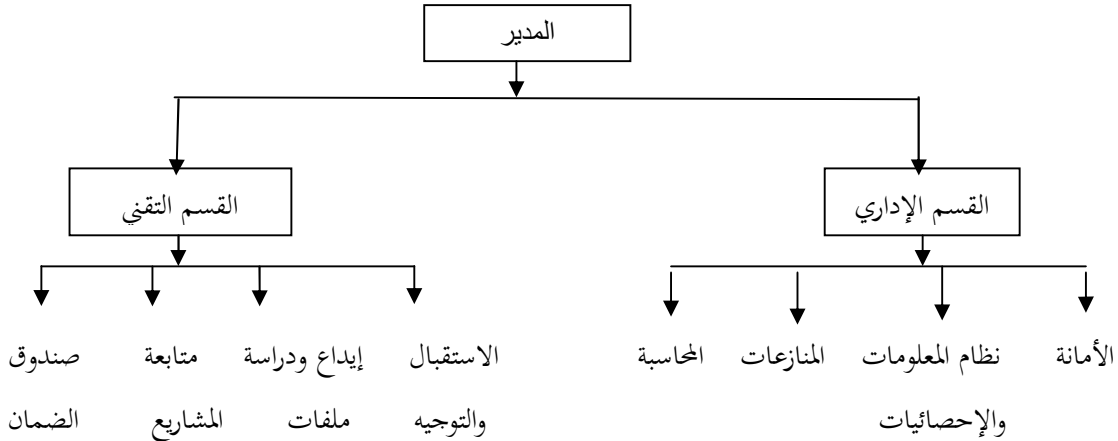 المدير
القسم الإداري
القسم التقني
الأمانة
نظام المعلومات
والإحصائيات
المنازعات
المحاسبة
الاستقبال
والتوجيه
إيداع ودراسة
ملفات
متابعة
المشاريع
صندوق
الضمان